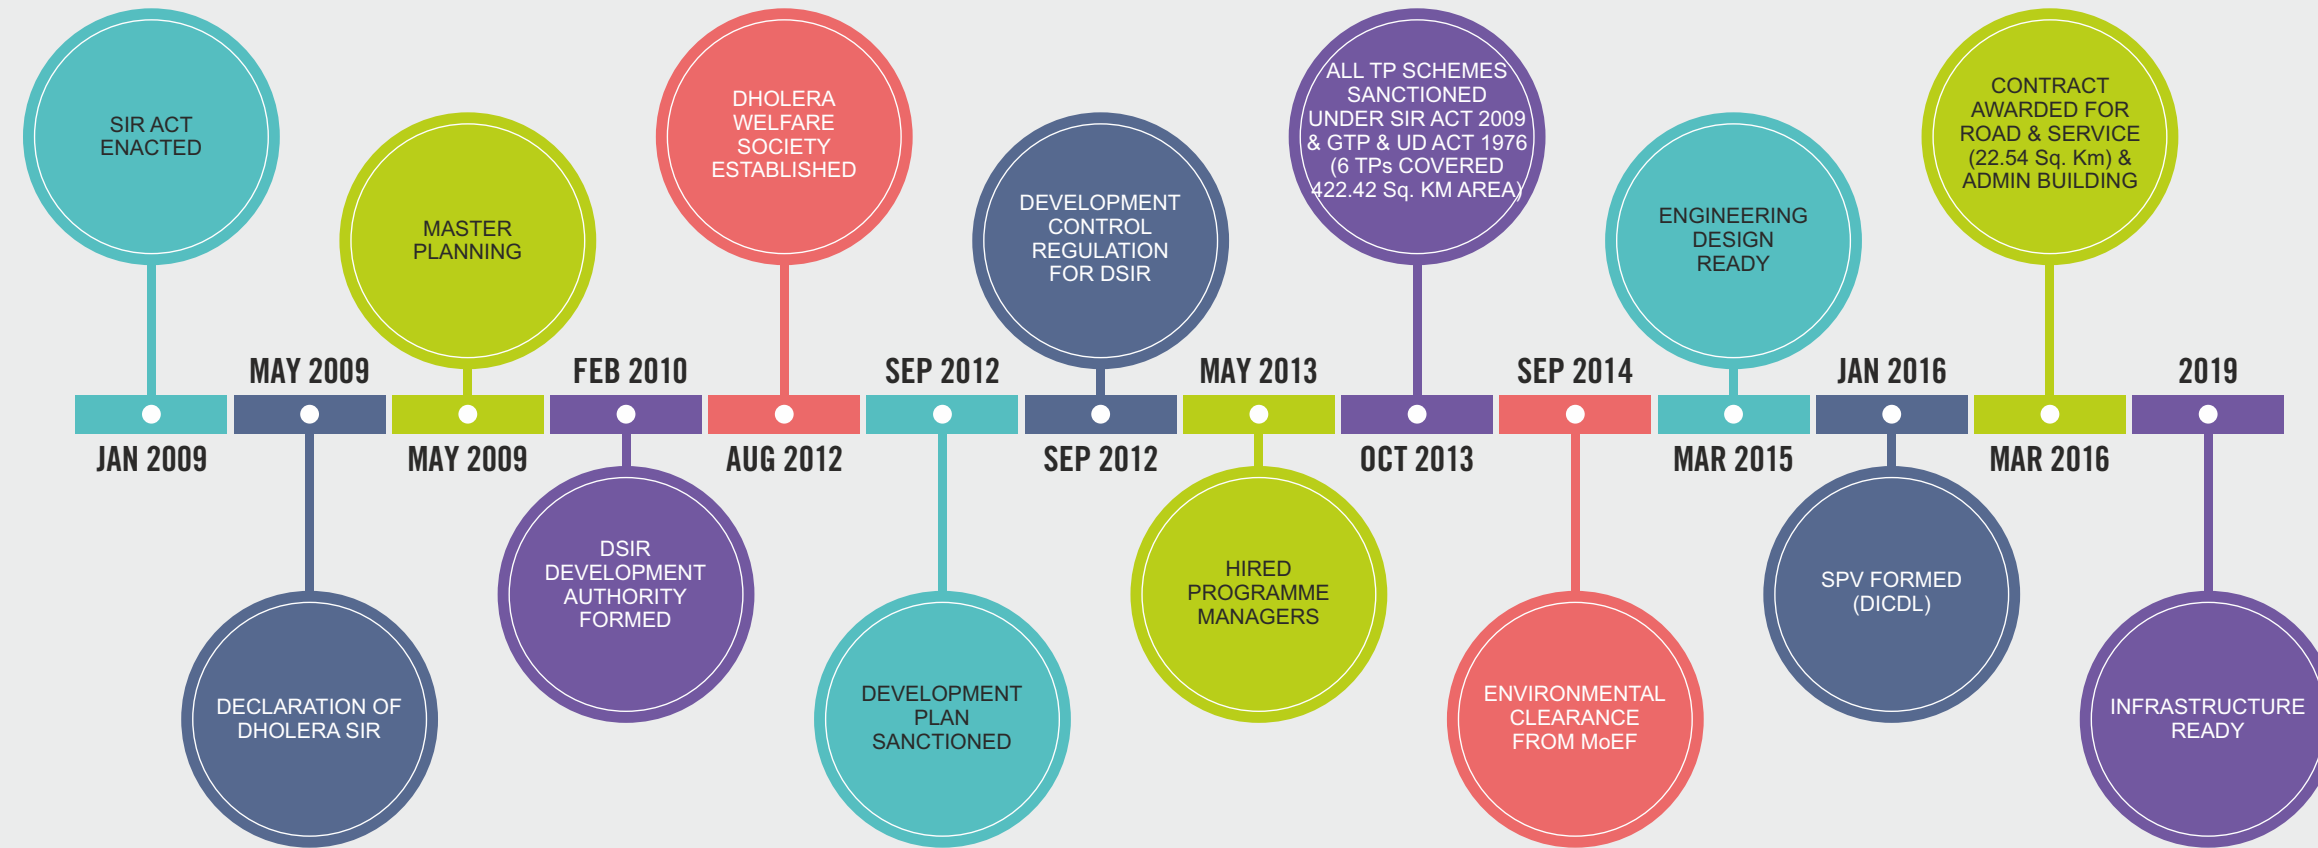 SIR ACT
ENACTED
JAN 2009
MAY 2009
DECLARATION OF
DHOLERA SIR
MASTER
PLANNING
MAY 2009
FEB 2010
DSIR
DEVELOPMENT
AUTHORITY
FORMED
DHOLERA
WELFARE
SOCIETY
ESTABLISHED
AUG 2012
SEP 2012
DEVELOPMENT
PLAN
SANCTIONED
DEVELOPMENT
CONTROL
REGULATION
FOR DSIR
SEP 2012
MAY 2013
HIRED
PROGRAMME
MANAGERS
ALL TP SCHEMES
SANCTIONED
UNDER SIR ACT 2009
& GTP & UD ACT 1976
(6 TPs COVERED
422.42 Sq. KM AREA)
OCT 2013
SEP 2014
ENVIRONMENTAL
CLEARANCE
FROM MoEF
ENGINEERING
DESIGN
READY
MAR 2015
JAN 2016
SPV FORMED
(DICDL)
CONTRACT
AWARDED FOR
ROAD & SERVICE
(22.54 Sq. Km) &
ADMIN BUILDING
MAR 2016
2019
INFRASTRUCTURE
READY